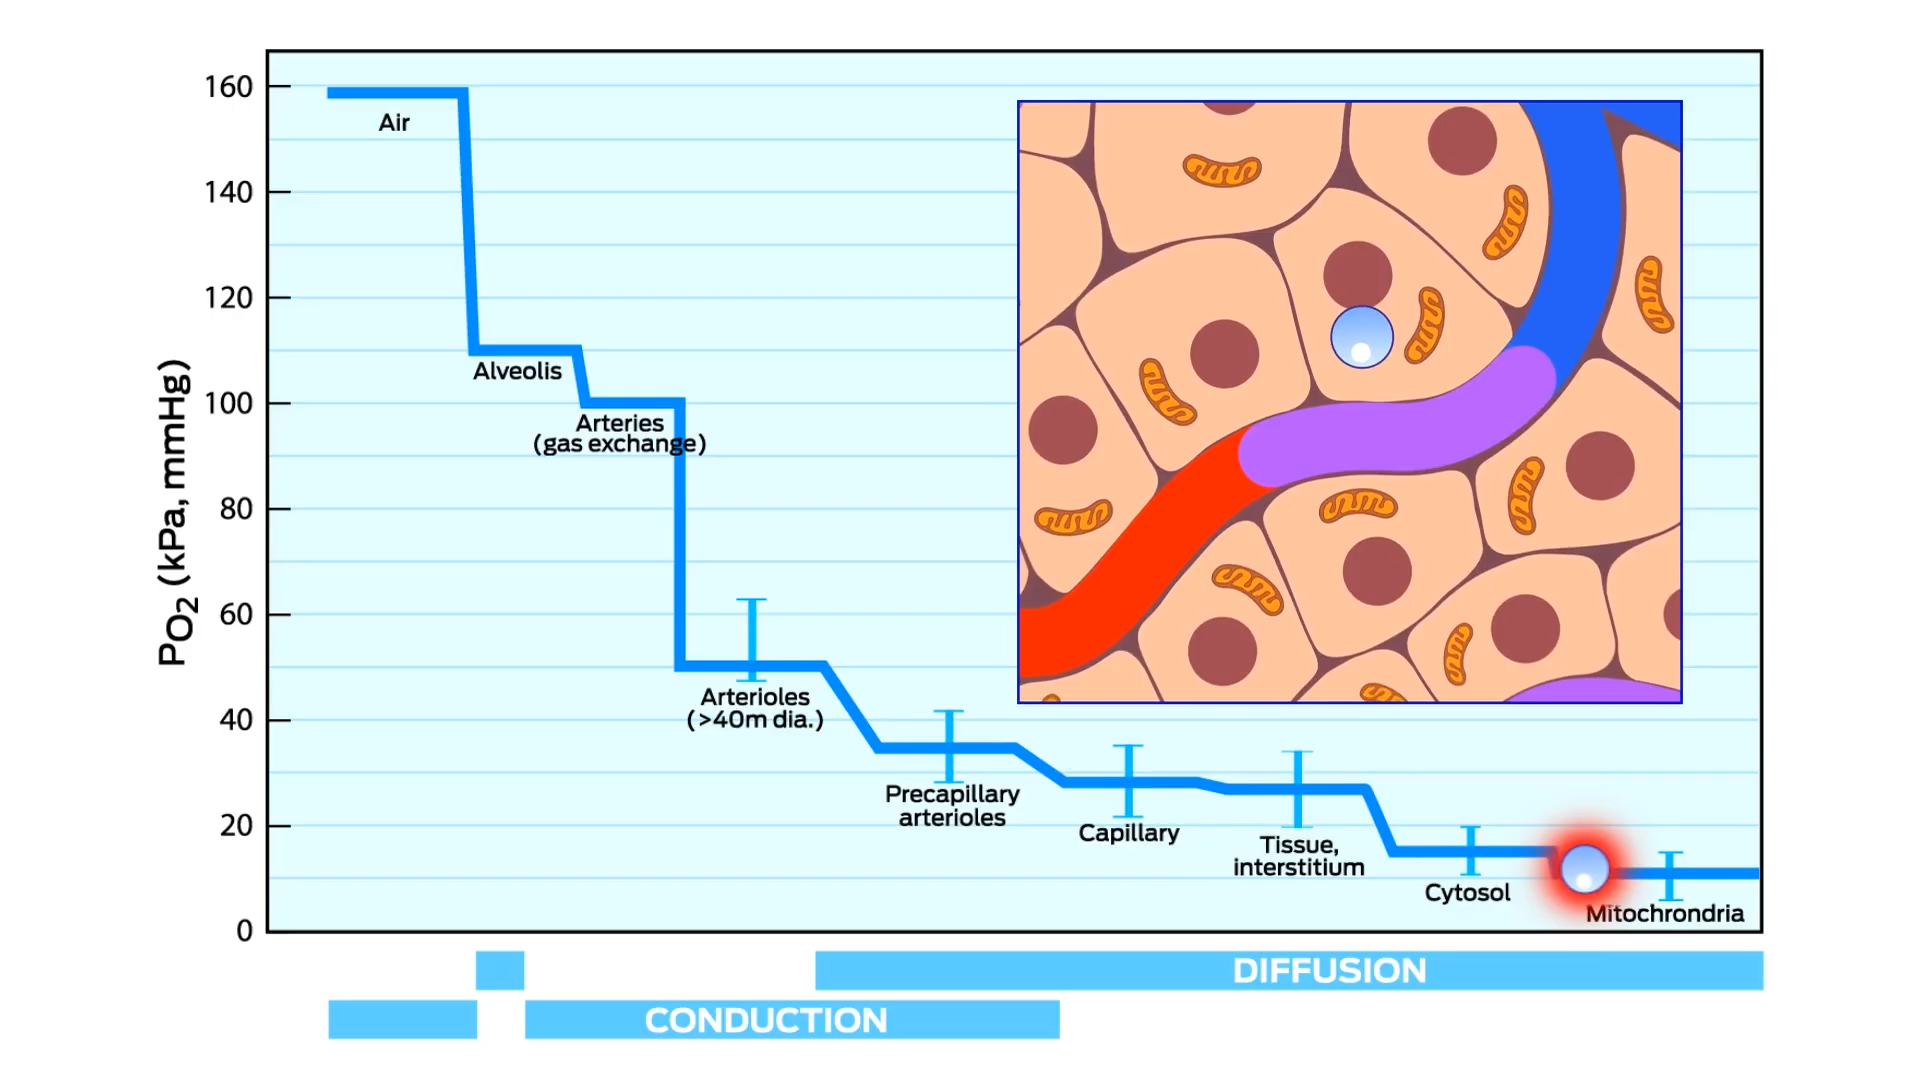 160
140
120
100
80
60
40
20
0
PO2 (kPa, mmHg)
Air
Alveolis
Arteries
(gas exchange)
Arterioles
(>40m dia.)
Precapillary
arterioles
Capillary
Tissue,
interstitium
Cytosol
Mitochrondria
DIFFUSION
CONDUCTION